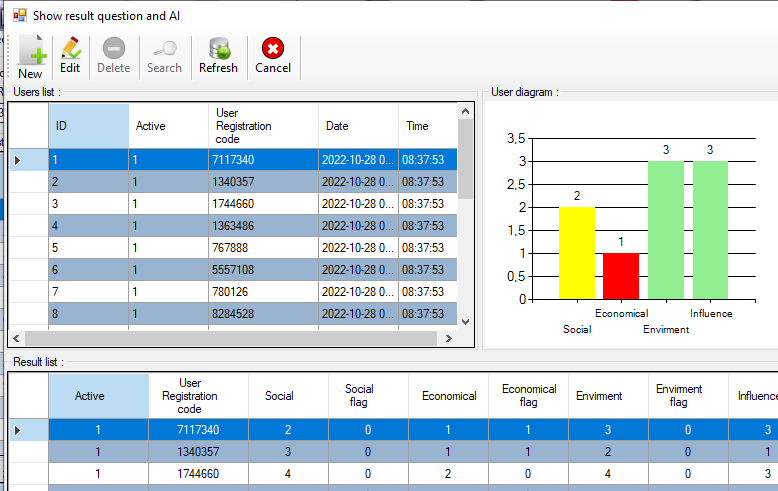 Show result question and AI
New Edit Delete Search Refresh Cancel
Users list :
ID Active User Registration code Date Time
1 1 7117340 2022-10-28 0... 08:37:53
2 1 1340357 2022-10-28 0... 08:37:53
3 1 1744660 2022-10-28 0... 08:37:53
4 1 1363486 2022-10-28 0... 08:37:53
5 1 767888 2022-10-28 0... 08:37:53
6 1 5557108 2022-10-28 0... 08:37:53
7 1 780126 2022-10-28 0... 08:37:53
8 1 8284528 2022-10-28 0... 08:37:53
User diagram :
3,5
3
2,5
2
1,5
1
0,5
0
2 1 3 3
Economical Influence
Social Enviment
Result list :
Active User Registration code Social Social flag Economical Economical flag Enviment Enviment flag Influence
1 7117340 2 0 1 1 3 0 3
1 1340357 3 0 1 1 2 0 1
1 1744660 4 0 2 0 4 0 3